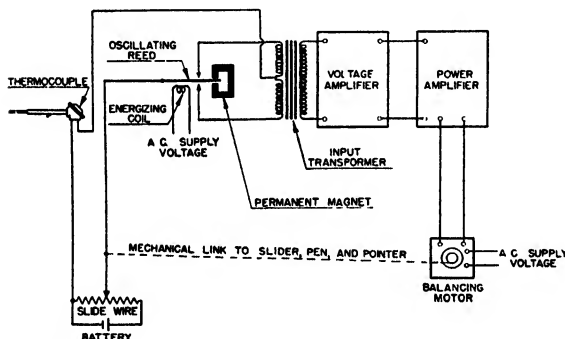 OSCILLATING
REED
THERMOCOUPLE
ENERGIZING
COIL
A C. SUPPLY
VOLTAGE
VOLTAGE
AMPLIFIER
POWER
AMPLIFIER
INPUT
TRANSFORMER
PERMANENT MAGNET
MECHANICAL LINK TO SLIDER, PEN, AND POINTER
A C. SUPPLY
VOLTAGE
BALANCING
MOTOR
SLIDE WIRE
BATTERY